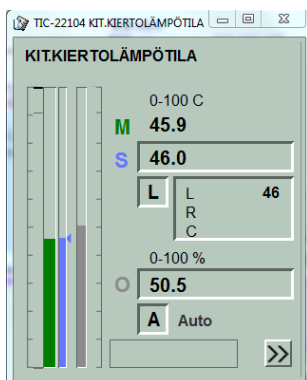 TIC-22104 KIT.KIERTOLÄMPÖTILA
KIT.KIERTOLÄMPÖTILA
0-100 C
M 45.9
S 46.0
L L 46
R
C
0-100 %
O 50.5
A Auto
>>